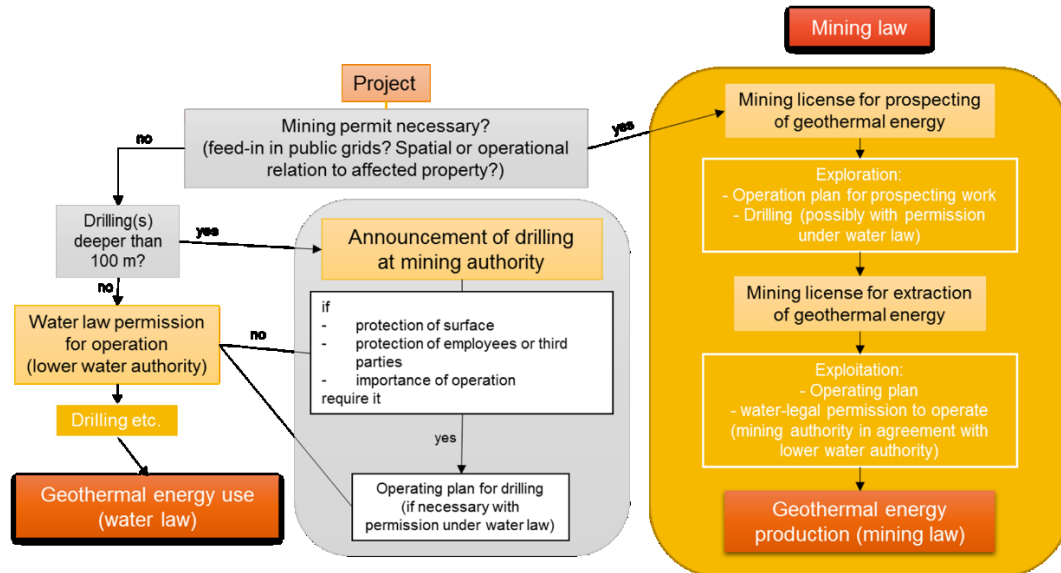 Mining law
Project
Mining permit necessary?
(feed-in in public grids? Spatial or operational
relation to affected property?)
no
yes
Mining license for prospecting
of geothermal energy
Exploration:
- Operation plan for prospecting work
- Drilling (possibly with permission
under water law)
Drilling(s)
deeper than
100 m?
yes
no
Announcement of drilling
at mining authority
if
- protection of surface
- protection of employees or third
parties
- importance of operation
require it
no
yes
Water law permission
for operation
(lower water authority)
Drilling etc.
Geothermal energy use
(water law)
Operating plan for drilling
(if necessary with
permission under water law)
Mining license for extraction of
geothermal energy
Exploitation:
- Operating plan
- water-legal permission to operate
(mining authority in agreement with
lower water authority)
Geothermal energy
production (mining law)